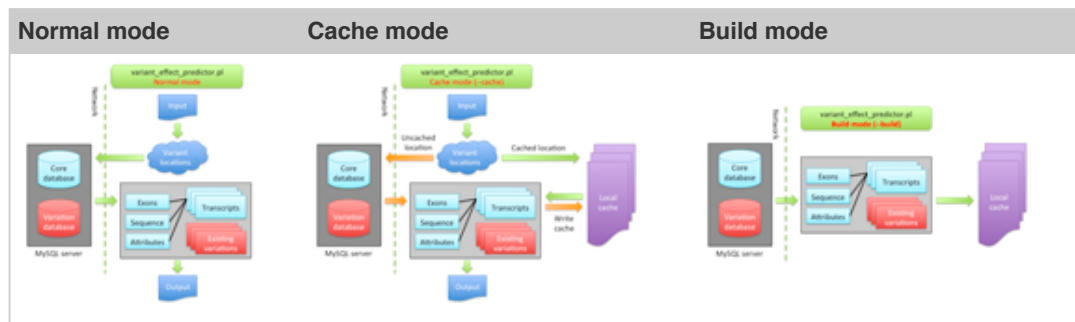 Normal mode
Cache mode
Build mode
variant_effect_predictor.pl
Normal mode
Network
Input
Variant
locations
Core
database
Variation
database
MySQL server
Exons
Sequence
Attributes
Transcripts
Existing
variations
Output
variant_effect_predictor.pl
Cache mode (--cache)
Network
Input
Uncached
location
Variant
locations
Cached location
Core
database
Variation
database
MySQL server
Exons
Sequence
Attributes
Transcripts
Existing
variations
Local
cache
Write
cache
Output
variant_effect_predictor.pl
Build mode (--build)
Network
Core
database
Variation
database
MySQL server
Exons
Sequence
Attributes
Transcripts
Existing
variations
Local
cache